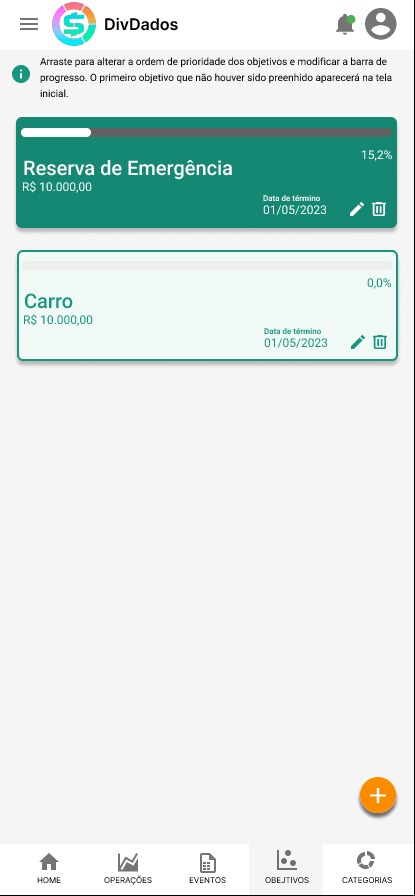 DivDados
Arraste para alterar a ordem de prioridade dos objetivos e modificar a barra de
progresso. O primeiro objetivo que não houver sido preenhido aparecerá na tela
inicial.
15,2%
Reserva de Emergência
R$ 10.000,00
Data de término
01/05/2023
0,0%
Carro
R$ 10.000,00
Data de término
01/05/2023
HOME
OPERAÇÕES
EVENTOS
OBEJTIVOS
CATEGORIAS